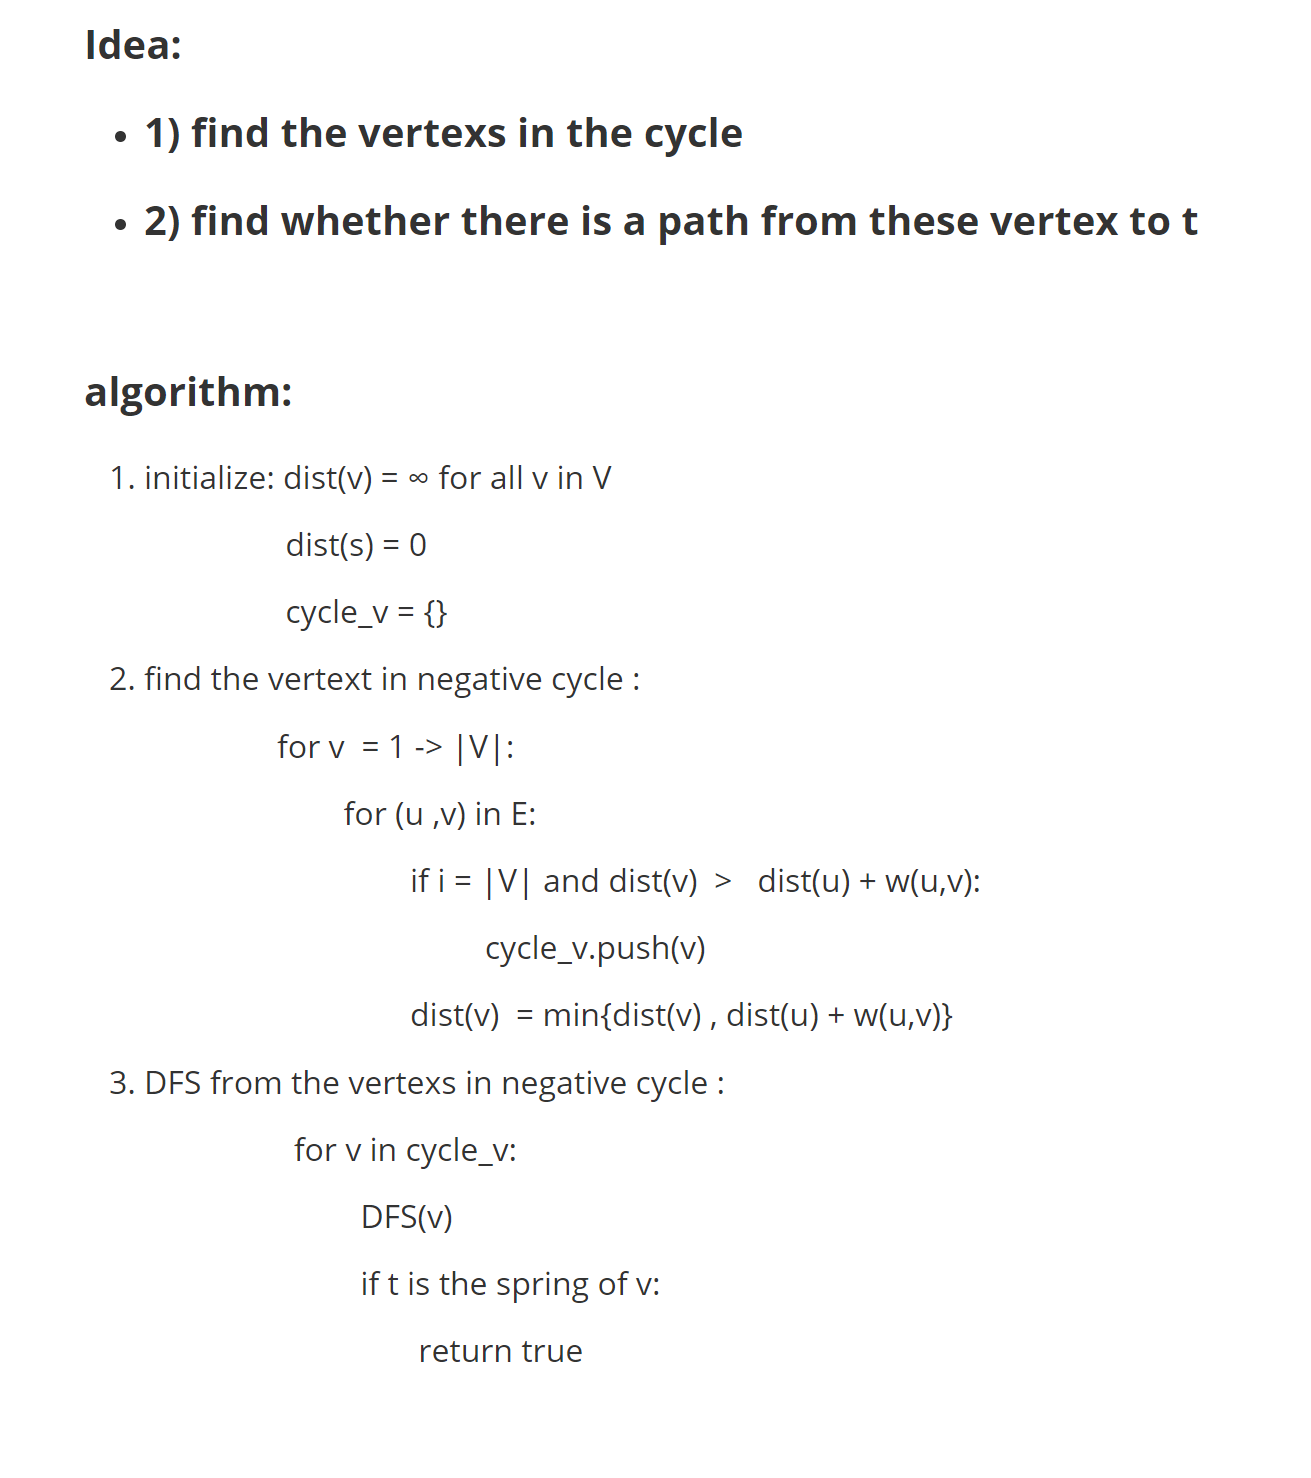 Idea:
• 1) find the vertexs in the cycle
• 2) find whether there is a path from these vertex to t
algorithm:
1. initialize: dist(v) = ∞ for all v in V
dist(s) = 0
cycle_v = {}
2. find the vertext in negative cycle :
for v  = 1 -> |V|:
for (u ,v) in E:
if i = |V| and dist(v)  >   dist(u) + w(u,v):
cycle_v.push(v)
dist(v)  = min{dist(v) , dist(u) + w(u,v)}
3. DFS from the vertexs in negative cycle :
for v in cycle_v:
DFS(v)
if t is the spring of v:
return true